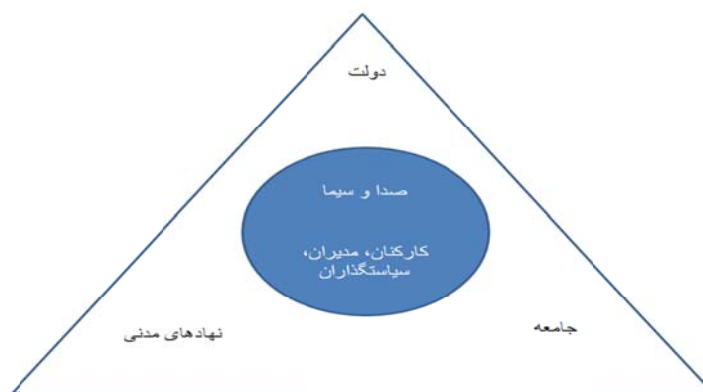 دولت
صدا و سیما
کارکنان، مدیران،
سیاستگذاران
جامعه
نهادهای مدنی